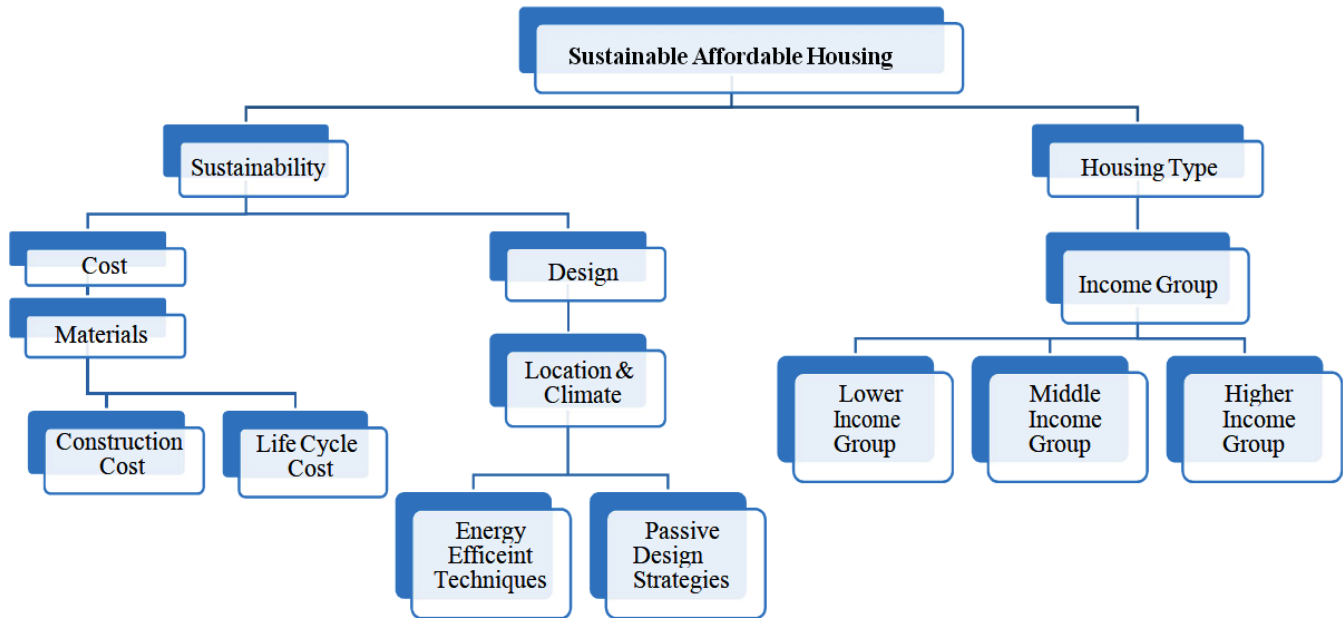 Sustainable Affordable Housing
Sustainability
Housing Type
Cost
Design
Income Group
Materials
Location &
Climate
Lower
Income
Group
Middle
Income
Group
Higher
Income
Group
Construction
Cost
Life Cycle
Cost
Energy
Efficeint
Techniques
Passive
Design
Strategies